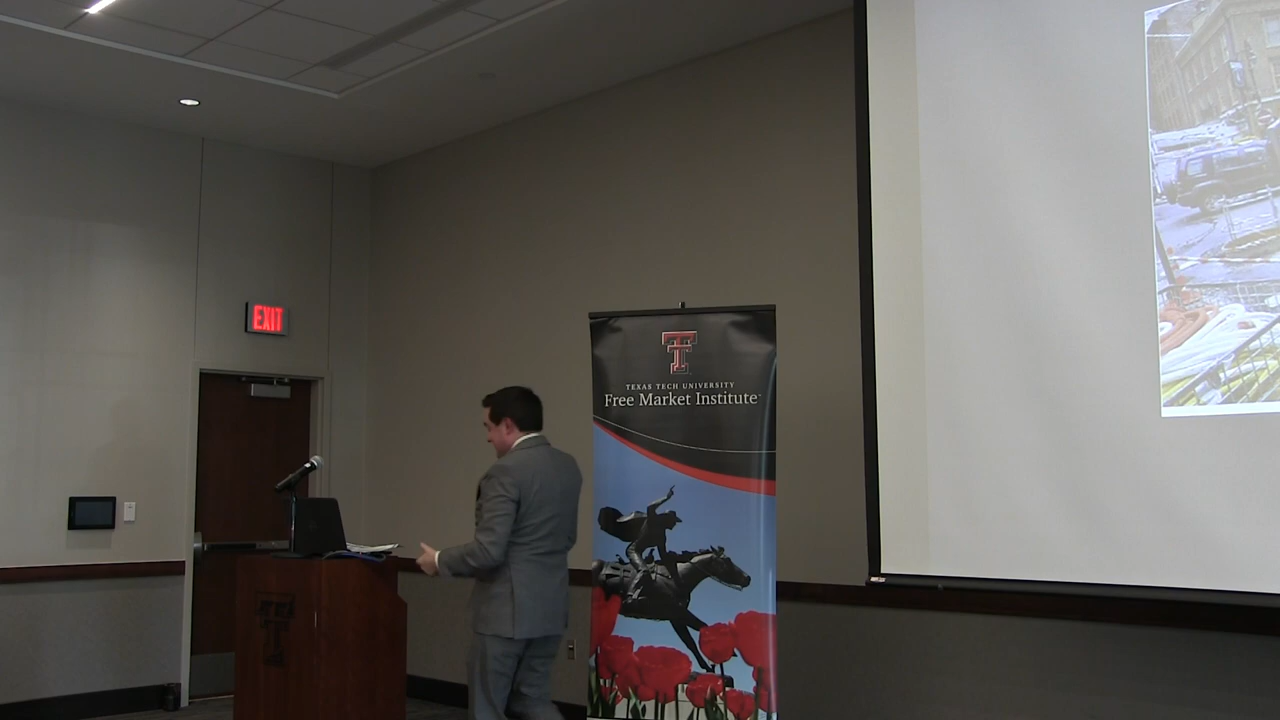 EXIT
T
TEXAS TECH UNIVERSITY
Free Market Institute
T